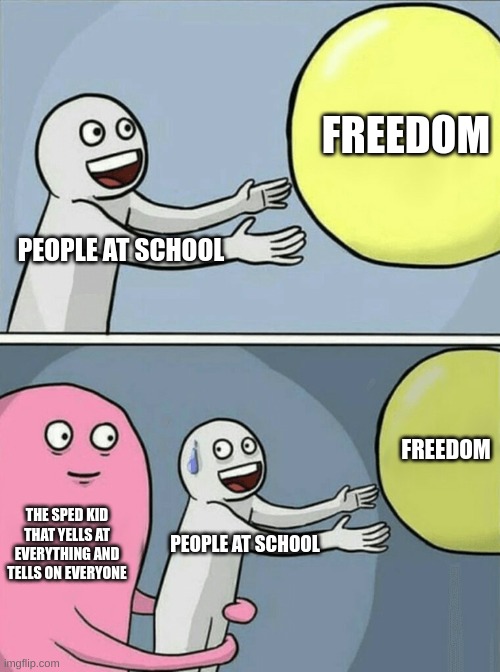 FREEDOM
PEOPLE AT SCHOOL
FREEDOM
THE SPED KID
THAT YELLS AT
EVERYTHING AND
TELLS ON EVERYONE
PEOPLE AT SCHOOL
imgflip.com